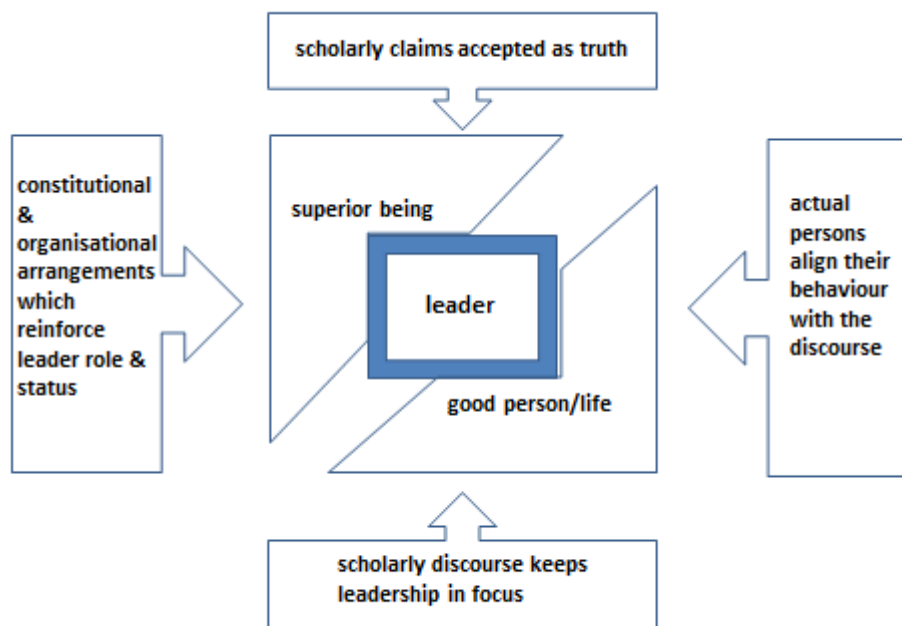 scholarly claims accepted as truth
constitutional
&
organisational
arrangements
which
reinforce
leader role &
status
superior being
leader
good person/life
actual
persons
align their
behaviour
with the
discourse
scholarly discourse keeps
leadership in focus